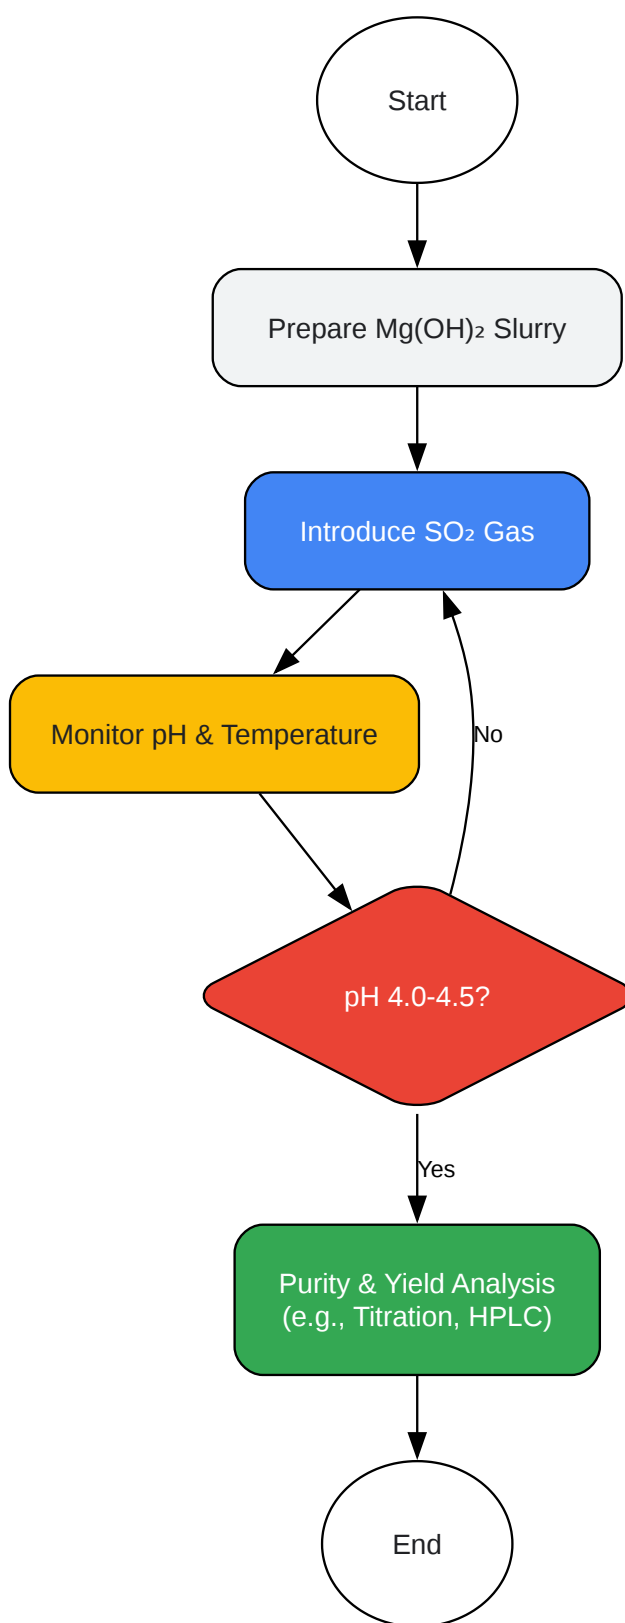 Start
Prepare Mg(OH)₂ Slurry
Introduce SO₂ Gas
Monitor pH & Temperature
No
pH 4.0-4.5?
Yes
Purity & Yield Analysis
(e.g., Titration, HPLC)
End